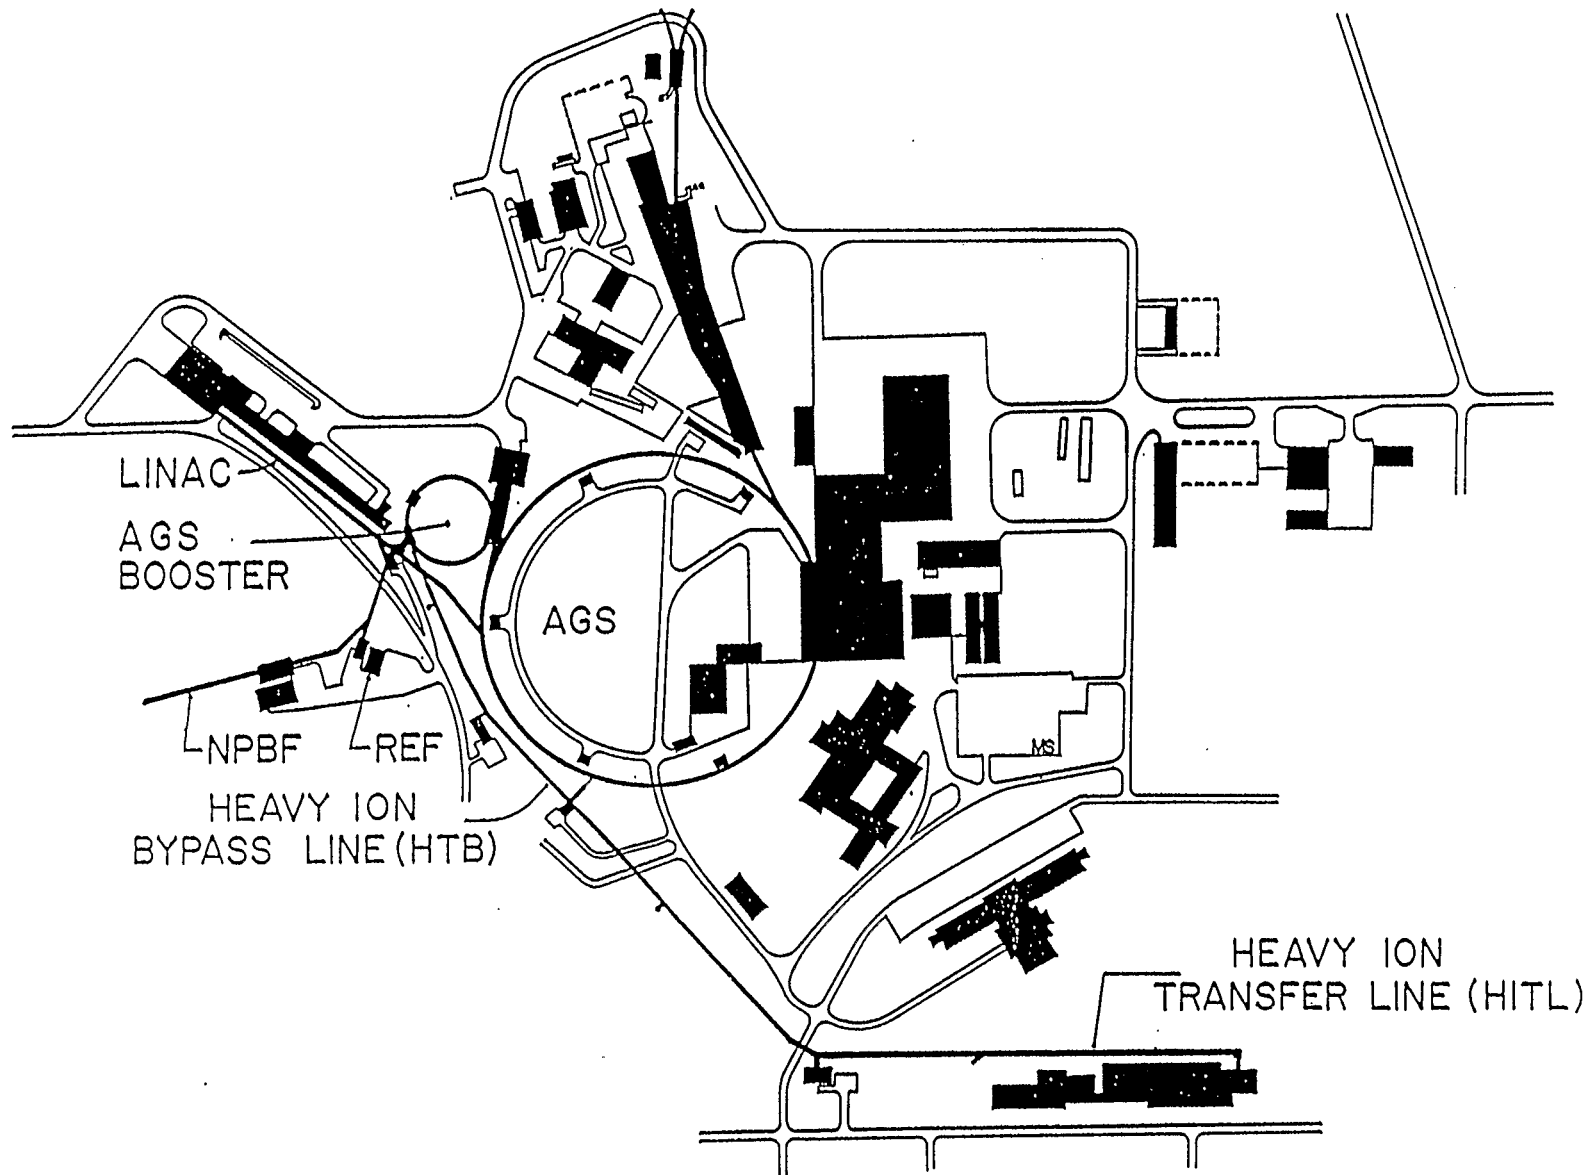 LINAC
AGS
BOOSTER
AGS
NPBF
REF
HEAVY ION
BYPASS LINE (HTB)
MS
HEAVY ION
TRANSFER LINE (HITL)